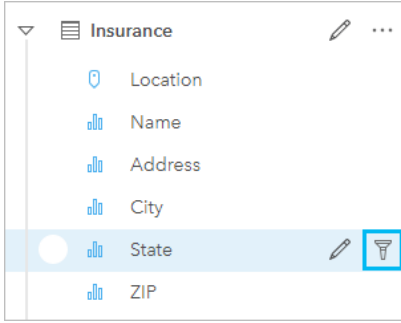 Insurance
Location
Name
Address
City
State
ZIP